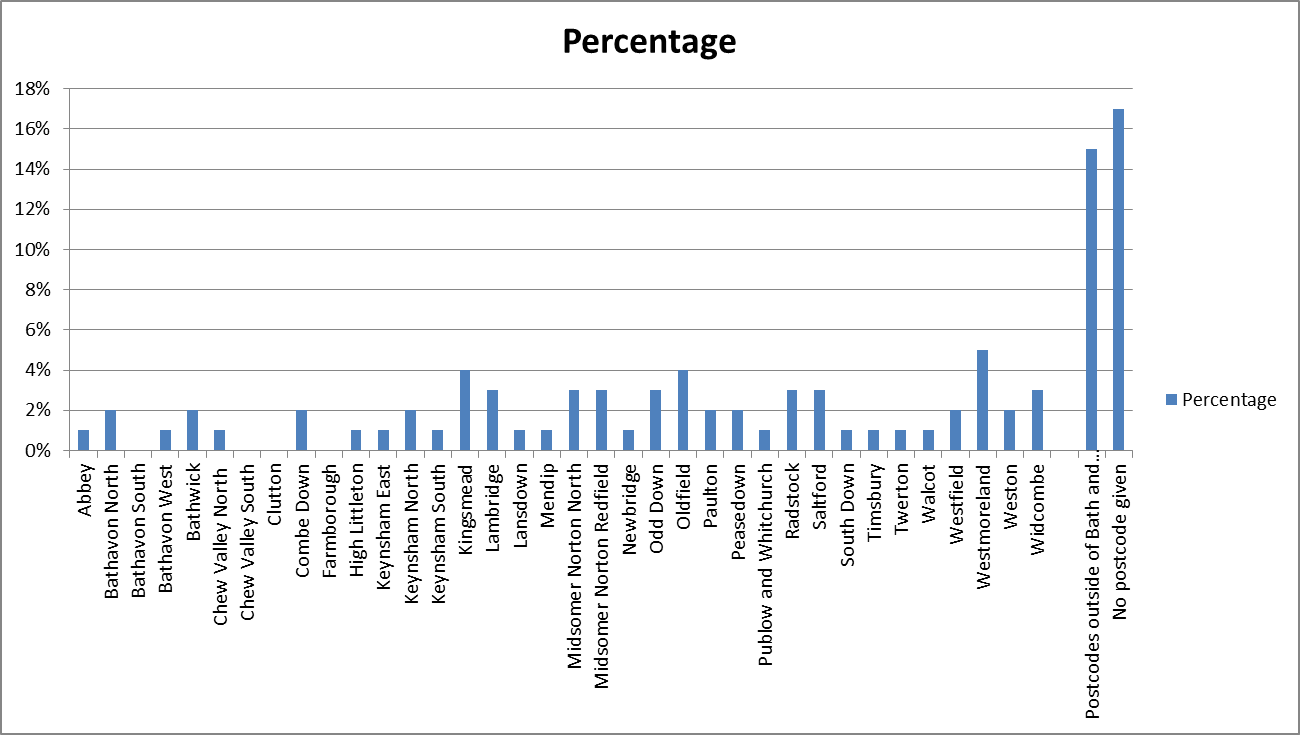 Percentage
18%
16%
14%
12%
10%
8%
6%
4%
2%
0%
Abbey
Bathavon North
Bathavon South
Bathavon West
Bathwick
Chew Valley North
Chew Valley South
Clutton
Combe Down
Farmborough
High Littleton
Keynsham East
Keynsham North
Keynsham South
Kingsmead
Lambridge
Lansdown
Mendip
Midsomer Norton North
Midsomer Norton Redfield
Newbridge
Odd Down
Oldfield
Paulton
Peasedown
Publow and Whitchurch
Radstock
Saltford
South Down
Timsbury
Twerton
Walcot
Westfield
Westmoreland
Weston
Widcombe
Postcodes outside of Bath and...
No postcode given
Percentage